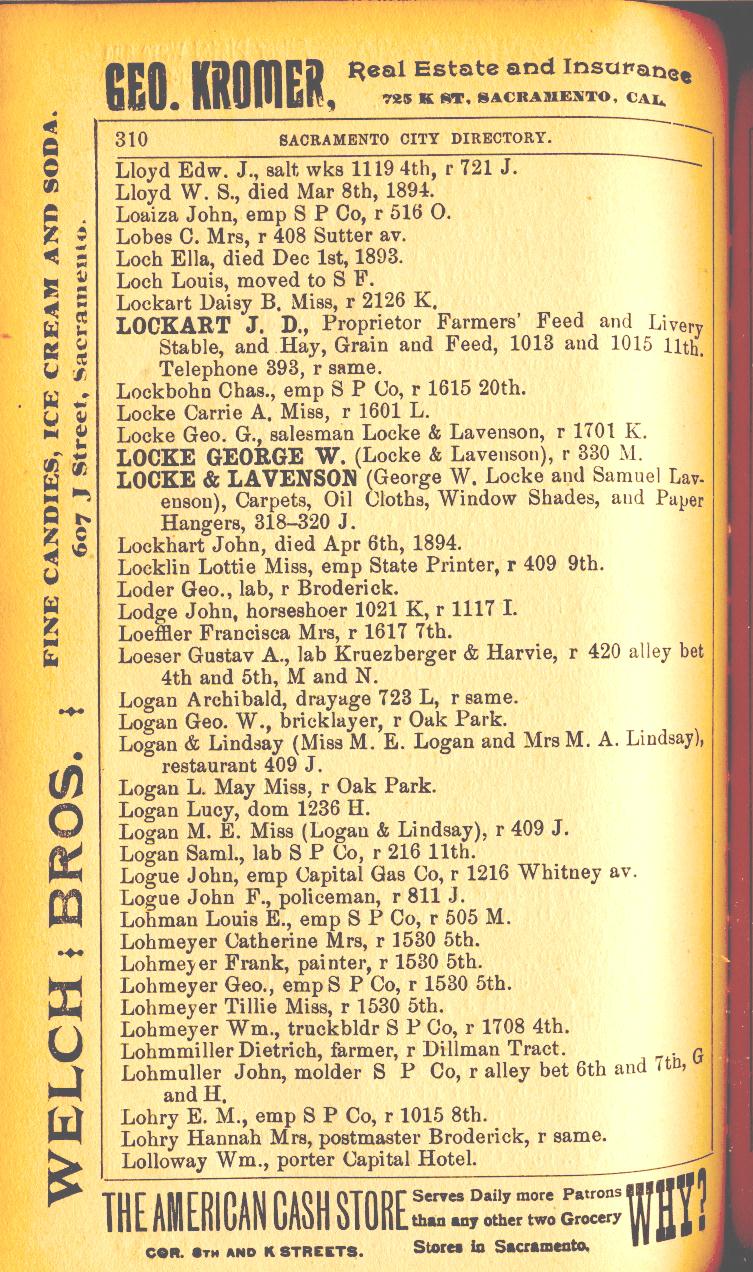 GEO. KROMER, Real Estate and Insurance
725 K ST., SACRAMENTO, CAL.
310 SACRAMENTO CITY DIRECTORY.
Lloyd Edw. J., salt wks 1119 4th, r 721 J.
Lloyd W. S., died Mar 8th, 1894.
Loaiza John, emp S P Co, r 516 O.
Lobes C. Mrs, r 408 Sutter av.
Loch Ella, died Dec 1st, 1893.
Loch Louis, moved to S F.
Lockart Daisy B. Miss, r 2126 K.
LOCKART J. D., Proprietor Farmers' Feed and Livery
Stable, and Hay, Grain and Feed, 1013 and 1015 11th.
Telephone 393, r same.
Lockbohn Chas., emp S P Co, r 1615 20th.
Locke Carrie A. Miss, r 1601 L.
Locke Geo. G., salesman Locke & Lavenson, r 1701 K.
LOCKE GEORGE W. (Locke & Lavenson), r 330 M.
LOCKE & LAVENSON (George W. Locke and Samuel Lav-
enson), Carpets, Oil Cloths, Window Shades, and Paper
Hangers, 318–320 J.
Lockhart John, died Apr 6th, 1894.
Locklin Lottie Miss, emp State Printer, r 409 9th.
Loder Geo., lab, r Broderick.
Lodge John, horseshoer 1021 K, r 1117 I.
Loeffler Francisca Mrs, r 1617 7th.
Loeser Gustav A., lab Kruezberger & Harvie, r 420 alley bet
4th and 5th, M and N.
Logan Archibald, drayage 723 L, r same.
Logan Geo. W., bricklayer, r Oak Park.
Logan & Lindsay (Miss M. E. Logan and Mrs M. A. Lindsay),
restaurant 409 J.
Logan L. May Miss, r Oak Park.
Logan Lucy, dom 1236 H.
Logan M. E. Miss (Logan & Lindsay), r 409 J.
Logan Saml., lab S P Co, r 216 11th.
Logue John, emp Capital Gas Co, r 1216 Whitney av.
Logue John F., policeman, r 811 J.
Lohman Louis E., emp S P Co, r 505 M.
Lohmeyer Catherine Mrs, r 1530 5th.
Lohmeyer Frank, painter, r 1530 5th.
Lohmeyer Geo., emp S P Co, r 1530 5th.
Lohmeyer Tillie Miss, r 1530 5th.
Lohmeyer Wm., truckbldr S P Co, r 1708 4th.
Lohmmiller Dietrich, farmer, r Dillman Tract.
Lohmuller John, molder S P Co, r alley bet 6th and 7th, G
and H.
Lohry E. M., emp S P Co, r 1015 8th.
Lohry Hannah Mrs, postmaster Broderick, r same.
Lolloway Wm., porter Capital Hotel.
WELCH : BROS. : FINE CANDIES, ICE CREAM AND SODA.
607 J Street, Sacramento.
THE AMERICAN CASH STORE Serves Daily more Patrons
than any other two Grocery
Stores in Sacramento. WHY?
COR. 8TH AND K STREETS.